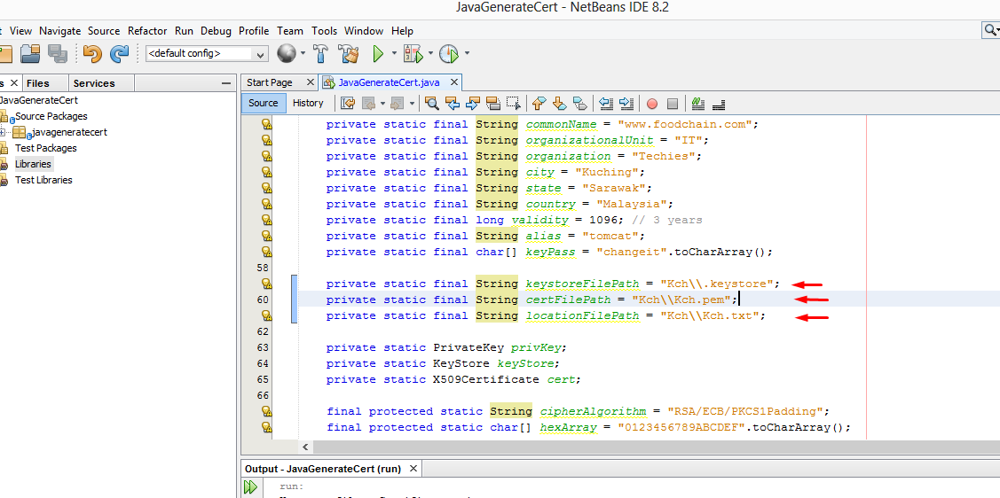 JavaGenerateCert - NetBeans IDE 8.2
View Navigate Source Refactor Run Debug Profile Team Tools Window Help
<default config>
Files Services
Start Page JavaGenerateCert.java
Source History
JavaGenerateCert
Source Packages
javageneratecert
Test Packages
Libraries
Test Libraries
private static final String commonName = "www.foodchain.com";
private static final String organizationalUnit = "IT";
private static final String organization = "Techies";
private static final String city = "Kuching";
private static final String state = "Sarawak";
private static final String country = "Malaysia";
private static final long validity = 1096; // 3 years
private static final String alias = "tomcat";
private static final char[] keyPass = "changeit".toCharArray();
58
private static final String keystoreFilePath = "Kch\\.keystore";
60 private static final String certFilePath = "Kch\\Kch.pem";
private static final String locationFilePath = "Kch\\Kch.txt";
62
63 private static PrivateKey privKey;
64 private static KeyStore keyStore;
65 private static X509Certificate cert;
66
final protected static String cipherAlgorithm = "RSA/ECB/PKCS1Padding";
final protected static char[] hexArray = "0123456789ABCDEF".toCharArray();
Output - JavaGenerateCert (run)
run: